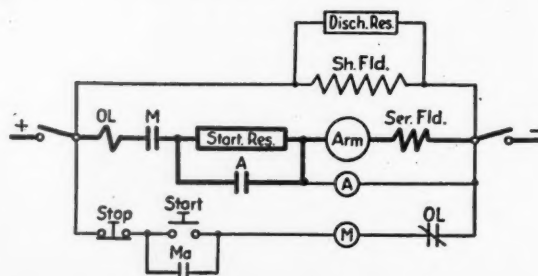 Disch. Res.
Sh. Fld.
+ OL M Start. Res. Arm Ser. Fld. −
A A
Stop Start M OL
Ma